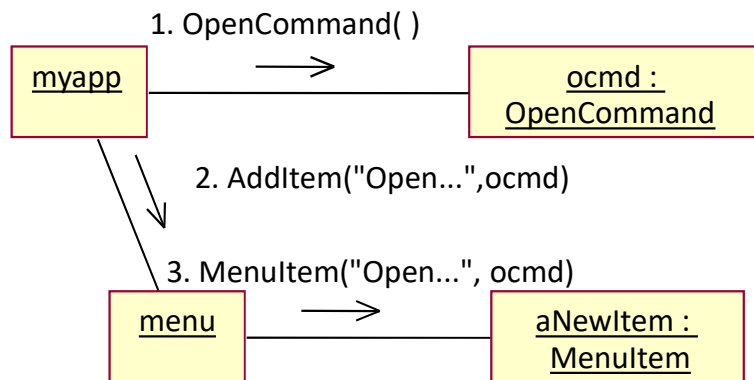 1. OpenCommand( )
myapp
ocmd :
OpenCommand
2. AddItem("Open...",ocmd)
3. MenuItem("Open...", ocmd)
menu
aNewItem :
MenuItem